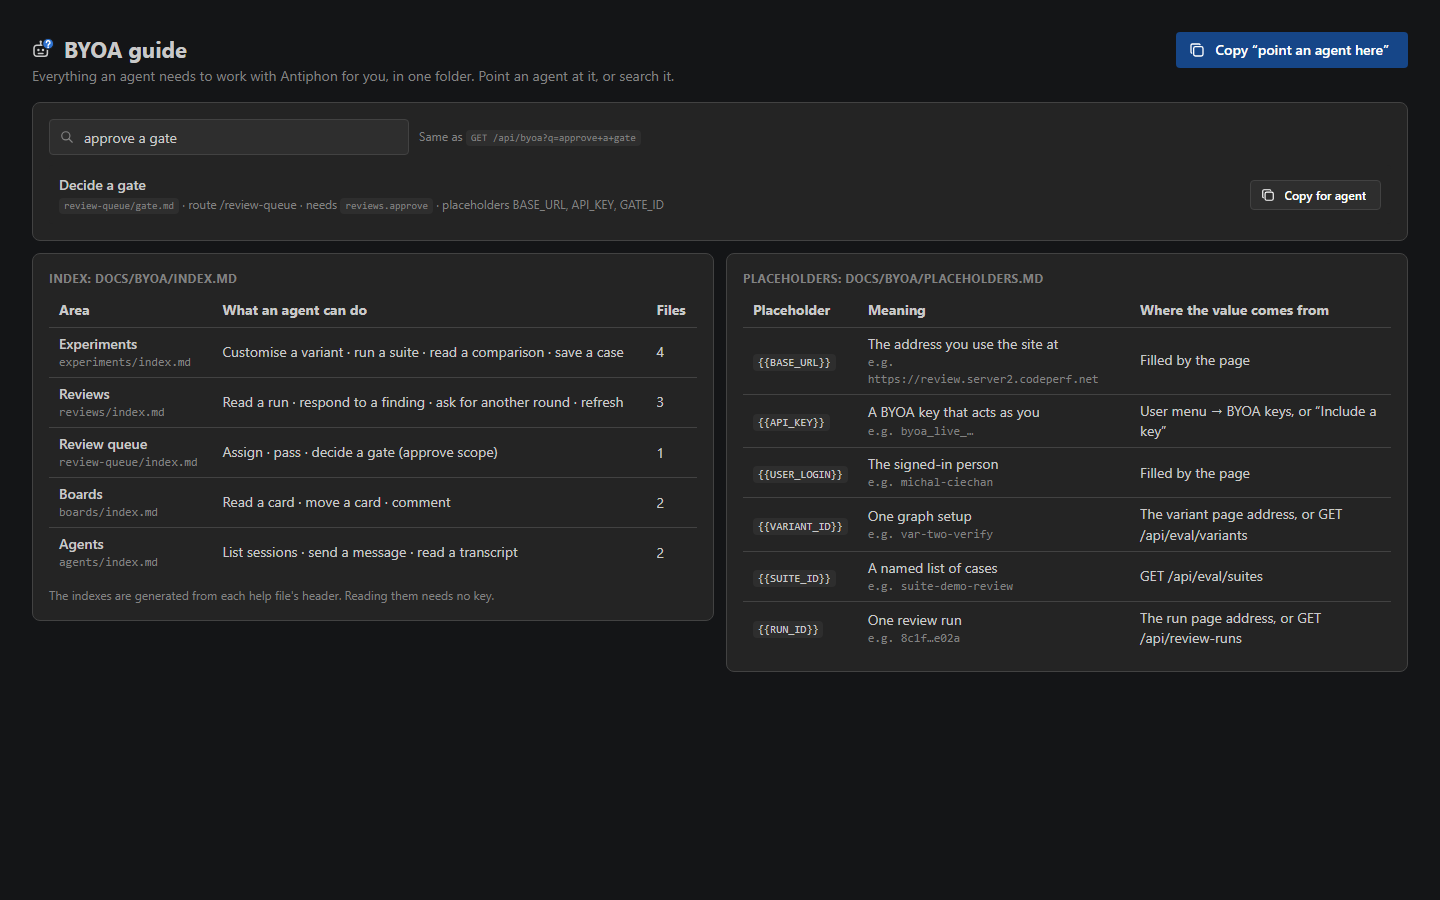 BYOA guide
Copy “point an agent here”
Everything an agent needs to work with Antiphon for you, in one folder. Point an agent at it, or search it.
approve a gate
Same as GET /api/byoa?q=approve+a+gate
Decide a gate
review-queue/gate.md · route /review-queue · needs reviews.approve · placeholders BASE_URL, API_KEY, GATE_ID
Copy for agent
INDEX: DOCS/BYOA/INDEX.MD
Area What an agent can do Files
Experiments
experiments/index.md
Customise a variant · run a suite · read a comparison · save a case
4
Reviews
reviews/index.md
Read a run · respond to a finding · ask for another round · refresh
3
Review queue
review-queue/index.md
Assign · pass · decide a gate (approve scope)
1
Boards
boards/index.md
Read a card · move a card · comment
2
Agents
agents/index.md
List sessions · send a message · read a transcript
2
The indexes are generated from each help file's header. Reading them needs no key.
PLACEHOLDERS: DOCS/BYOA/PLACEHOLDERS.MD
Placeholder Meaning Where the value comes from
{{BASE_URL}}
The address you use the site at
e.g.
https://review.server2.codeperf.net
Filled by the page
{{API_KEY}}
A BYOA key that acts as you
e.g. byoa_live_…
User menu → BYOA keys, or “Include a
key”
{{USER_LOGIN}}
The signed-in person
e.g. michal-ciechan
Filled by the page
{{VARIANT_ID}}
One graph setup
e.g. var-two-verify
The variant page address, or GET
/api/eval/variants
{{SUITE_ID}}
A named list of cases
e.g. suite-demo-review
GET /api/eval/suites
{{RUN_ID}}
One review run
e.g. 8c1f…e02a
The run page address, or GET
/api/review-runs